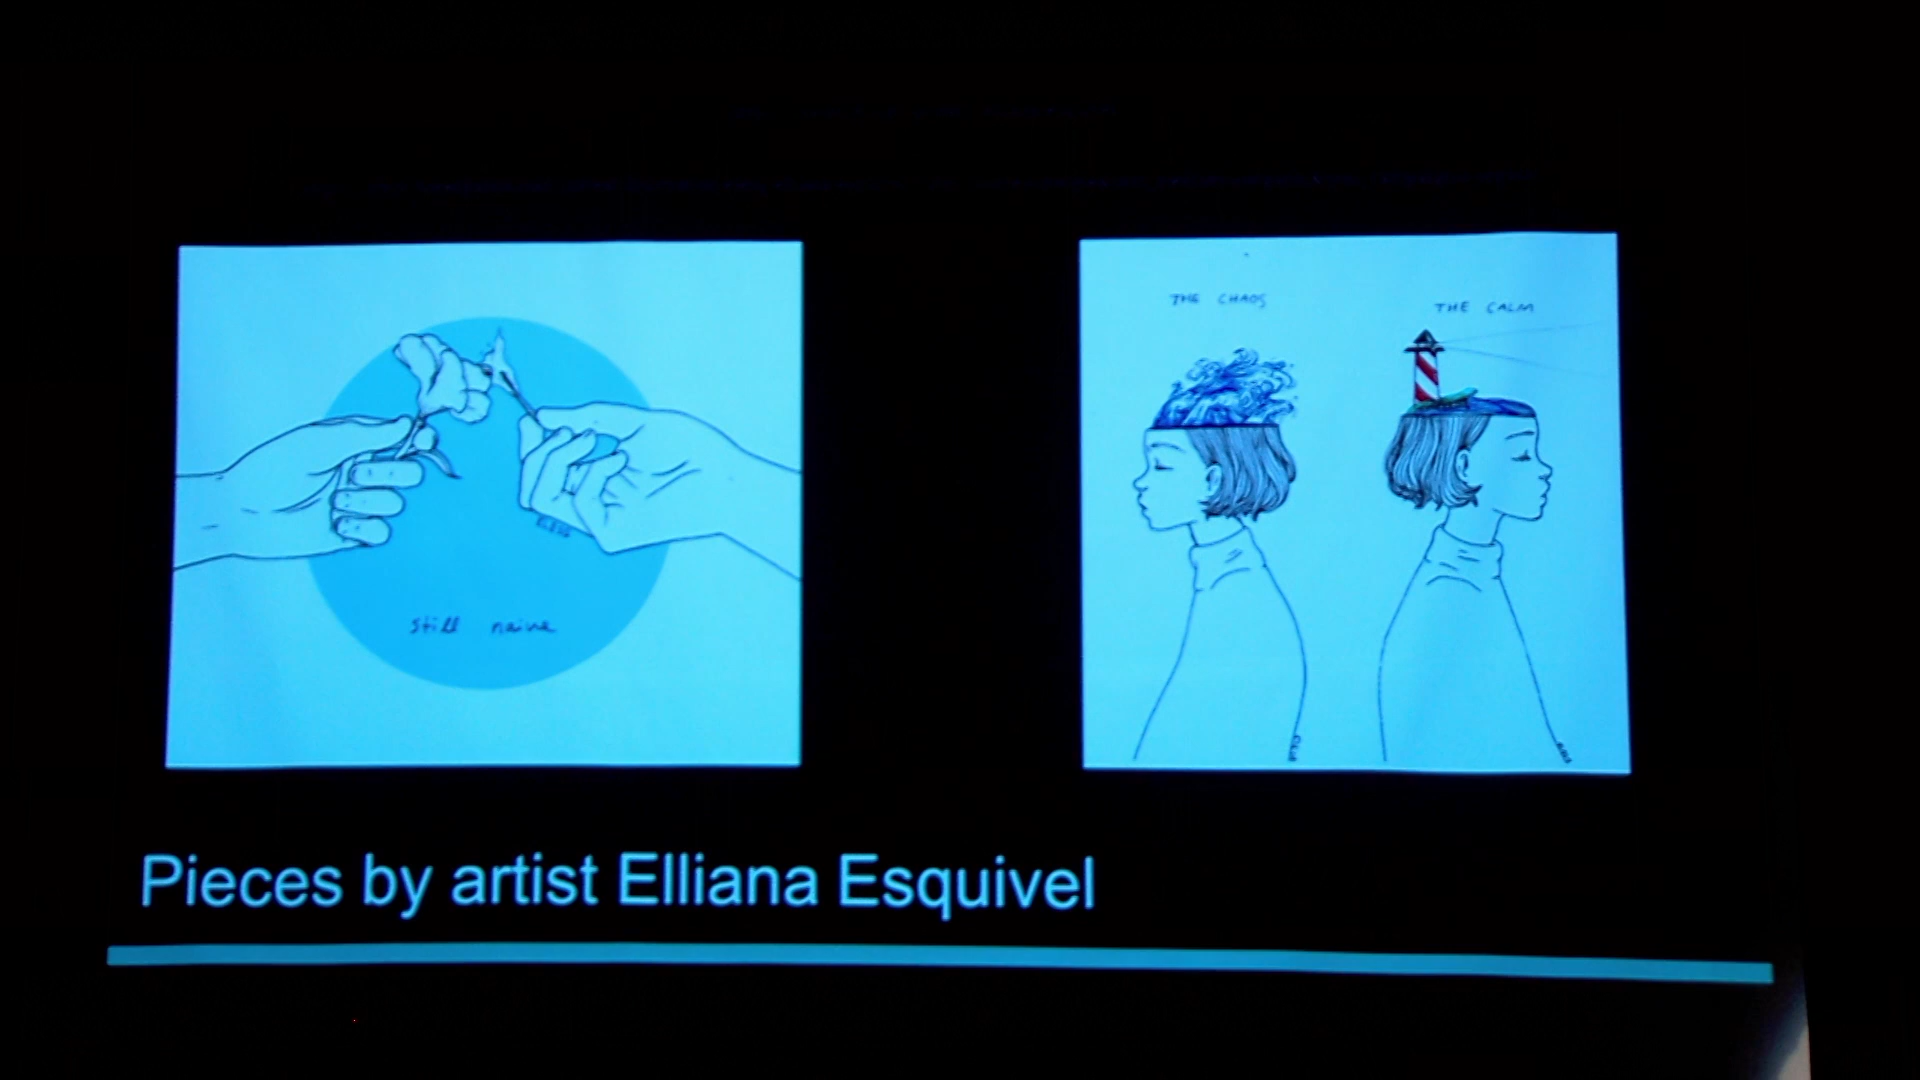 THE CHAOS
THE CALM
still naive
Pieces by artist Elliana Esquivel